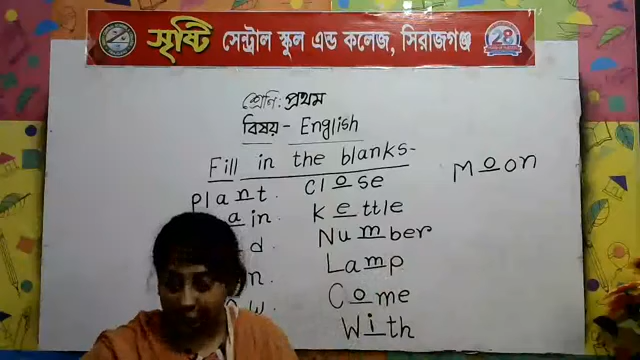 সৃষ্টি সেন্ট্রাল স্কুল এন্ড কলেজ, সিরাজগঞ্জ
28
শ্রেণি: প্রথম
বিষয় - English
Fill in the blanks-
Moon
Plant.
Close
ain.
Kettle
d
Number
n
Lamp
w.
Come
With